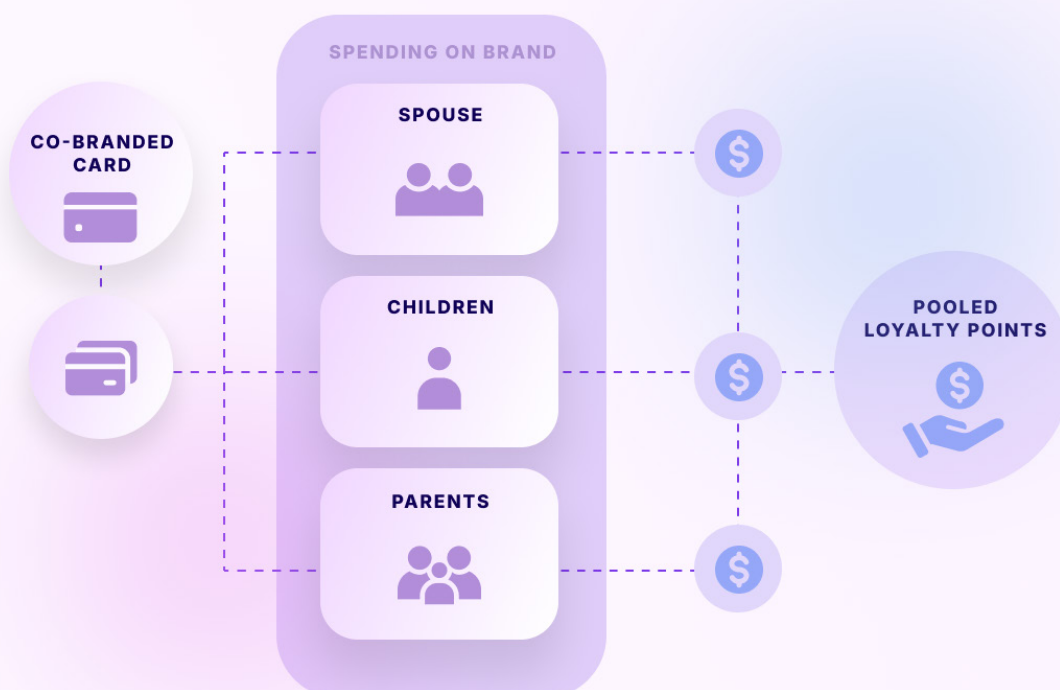 SPENDING ON BRAND
CO-BRANDED
CARD
SPOUSE
CHILDREN
PARENTS
POOLED
LOYALTY POINTS